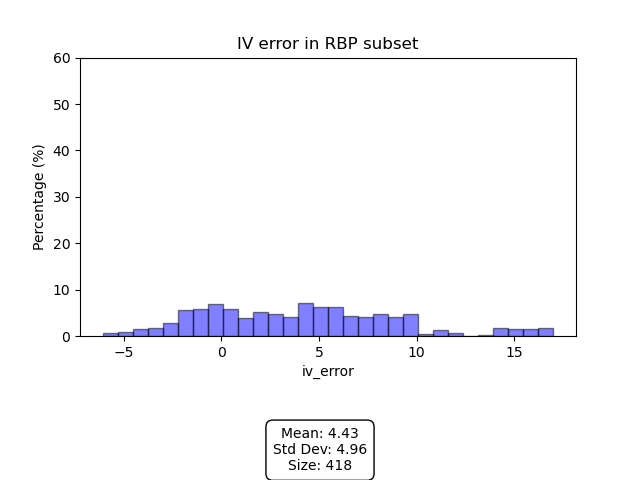 IV error in RBP subset
60
50
40
30
20
10
0
Percentage (%)
−5
0
5
10
15
iv_error
Mean: 4.43
Std Dev: 4.96
Size: 418